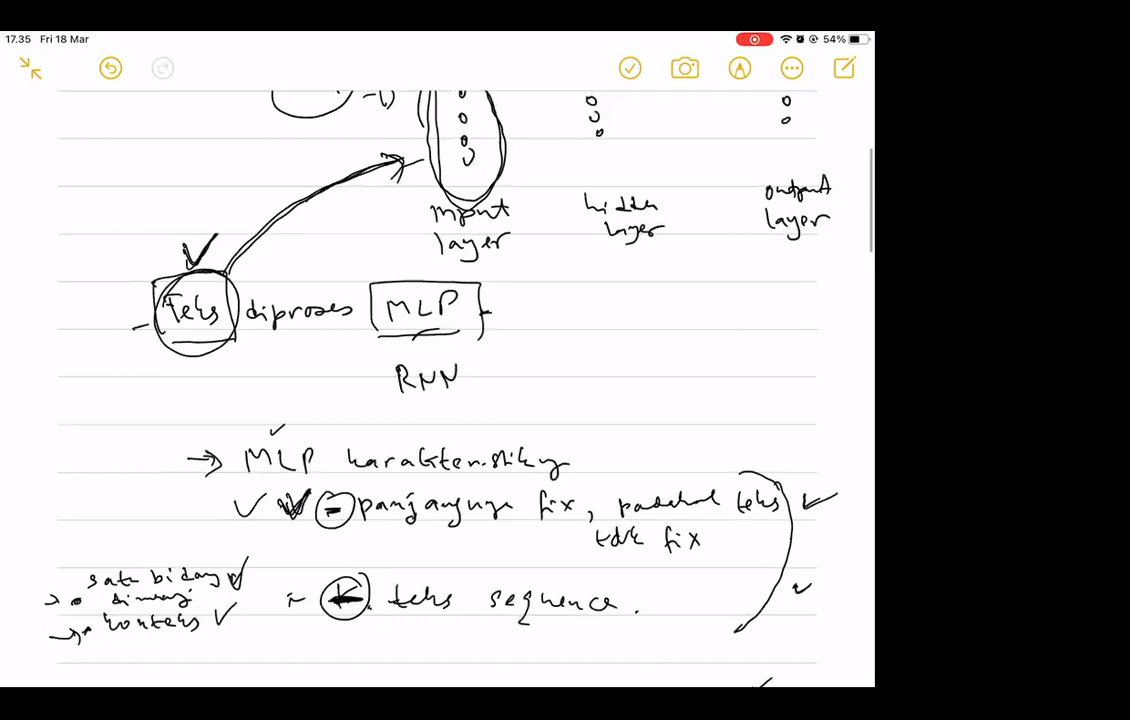 17.35 Fri 18 Mar
54%
input layer
hidden layer
output layer
- Teks diproses MLP
RNN
→ MLP karakteristiknya
- panjangnya fix, padahal teks
tdk fix
satu bidang
dimensi
konteks
teks sequence.